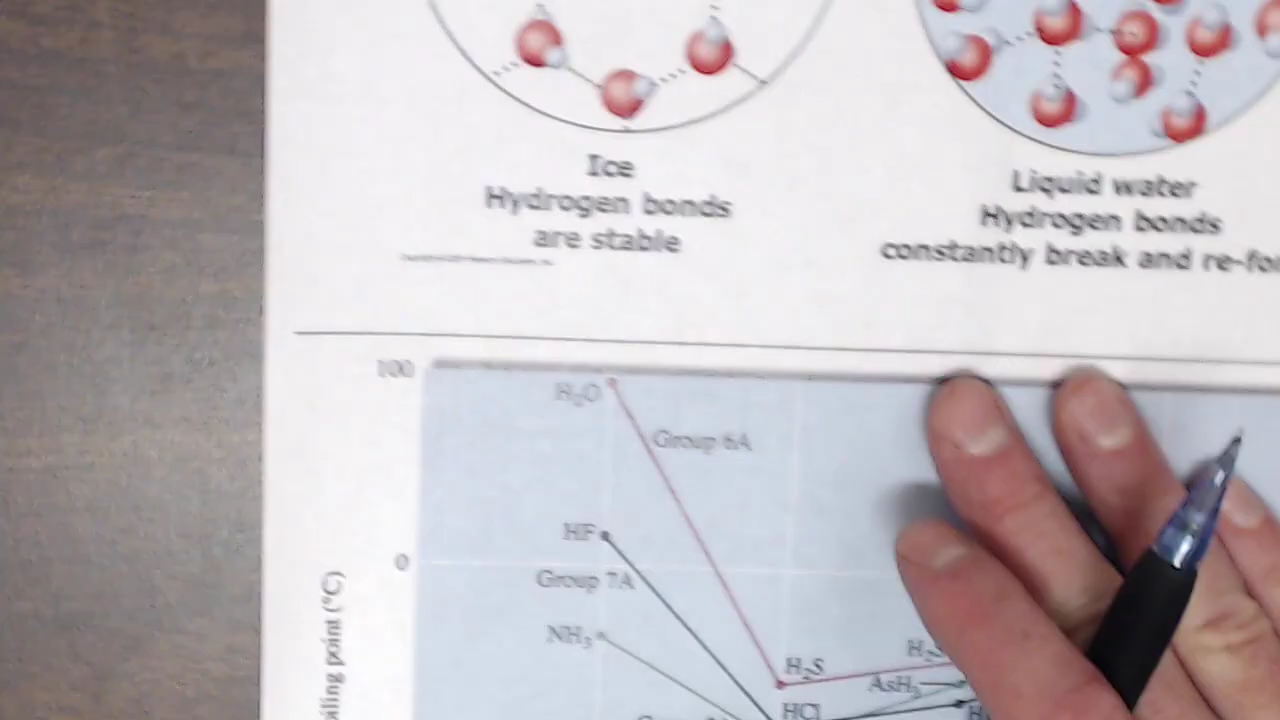 Ice
Hydrogen bonds
are stable
Liquid water
Hydrogen bonds
constantly break and re-fo
100
H₂O
Group 6A
HF
0
Group 7A
NH₃
H₂S
AsH₃
HCl